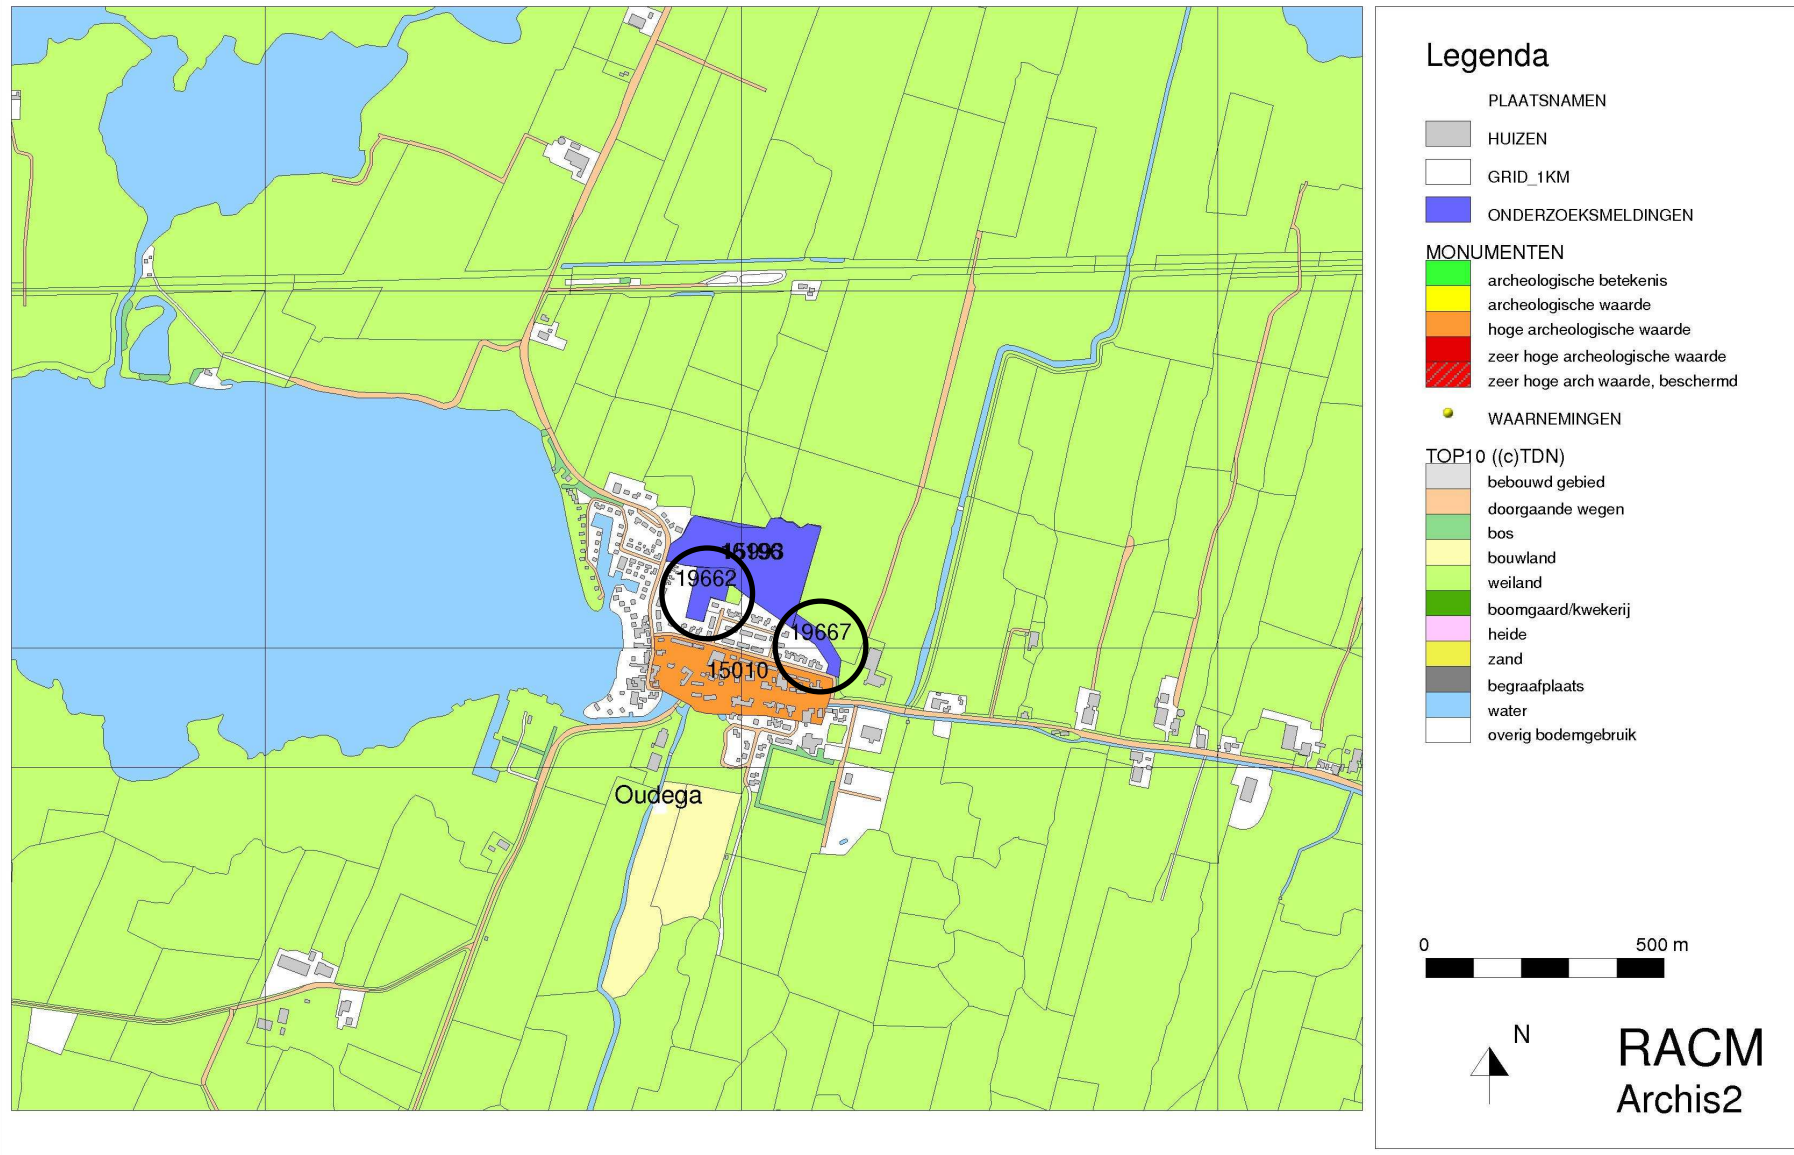 19662
19667
15010
Oudega
Legenda
PLAATSNAMEN
HUIZEN
GRID_1KM
ONDERZOEKSMELDINGEN
MONUMENTEN
archeologische betekenis
archeologische waarde
hoge archeologische waarde
zeer hoge archeologische waarde
zeer hoge arch waarde, beschermd
WAARNEMINGEN
TOP10 ((c)TDN)
bebouwd gebied
doorgaande wegen
bos
bouwland
weiland
boomgaard/kwekerij
heide
zand
begraafplaats
water
overig bodemgebruik
0 500 m
N
RACM
Archis2